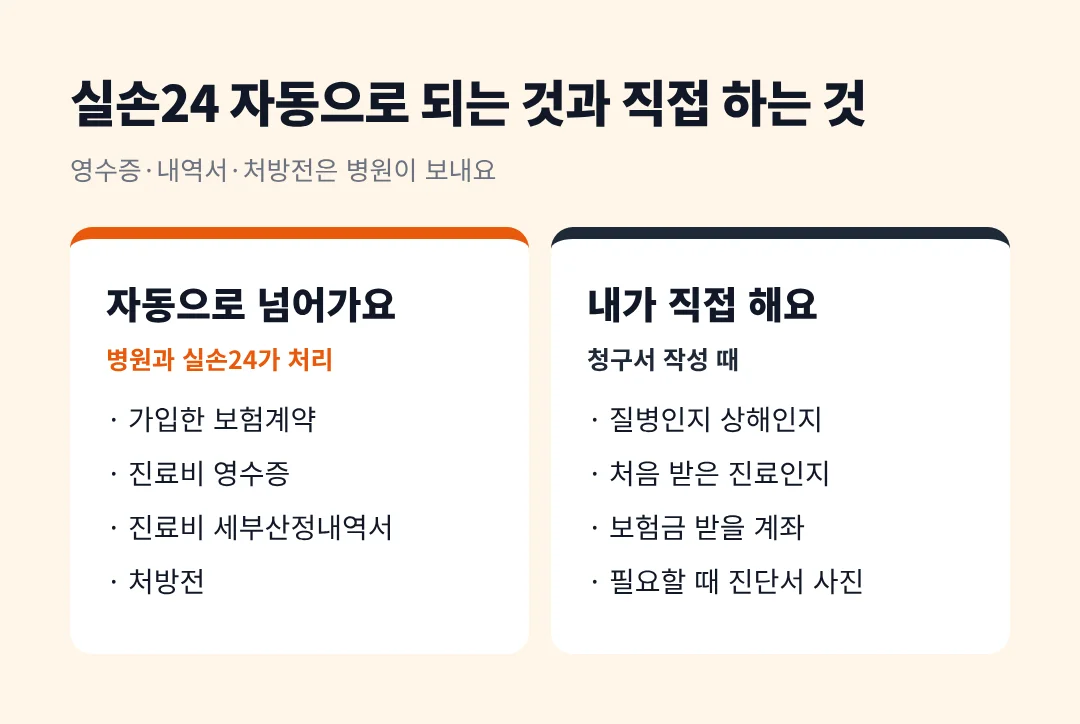 실손24 자동으로 되는 것과 직접 하는 것
영수증·내역서·처방전은 병원이 보내요
자동으로 넘어가요
병원과 실손24가 처리
· 가입한 보험계약
· 진료비 영수증
· 진료비 세부산정내역서
· 처방전
내가 직접 해요
청구서 작성 때
· 질병인지 상해인지
· 처음 받은 진료인지
· 보험금 받을 계좌
· 필요할 때 진단서 사진